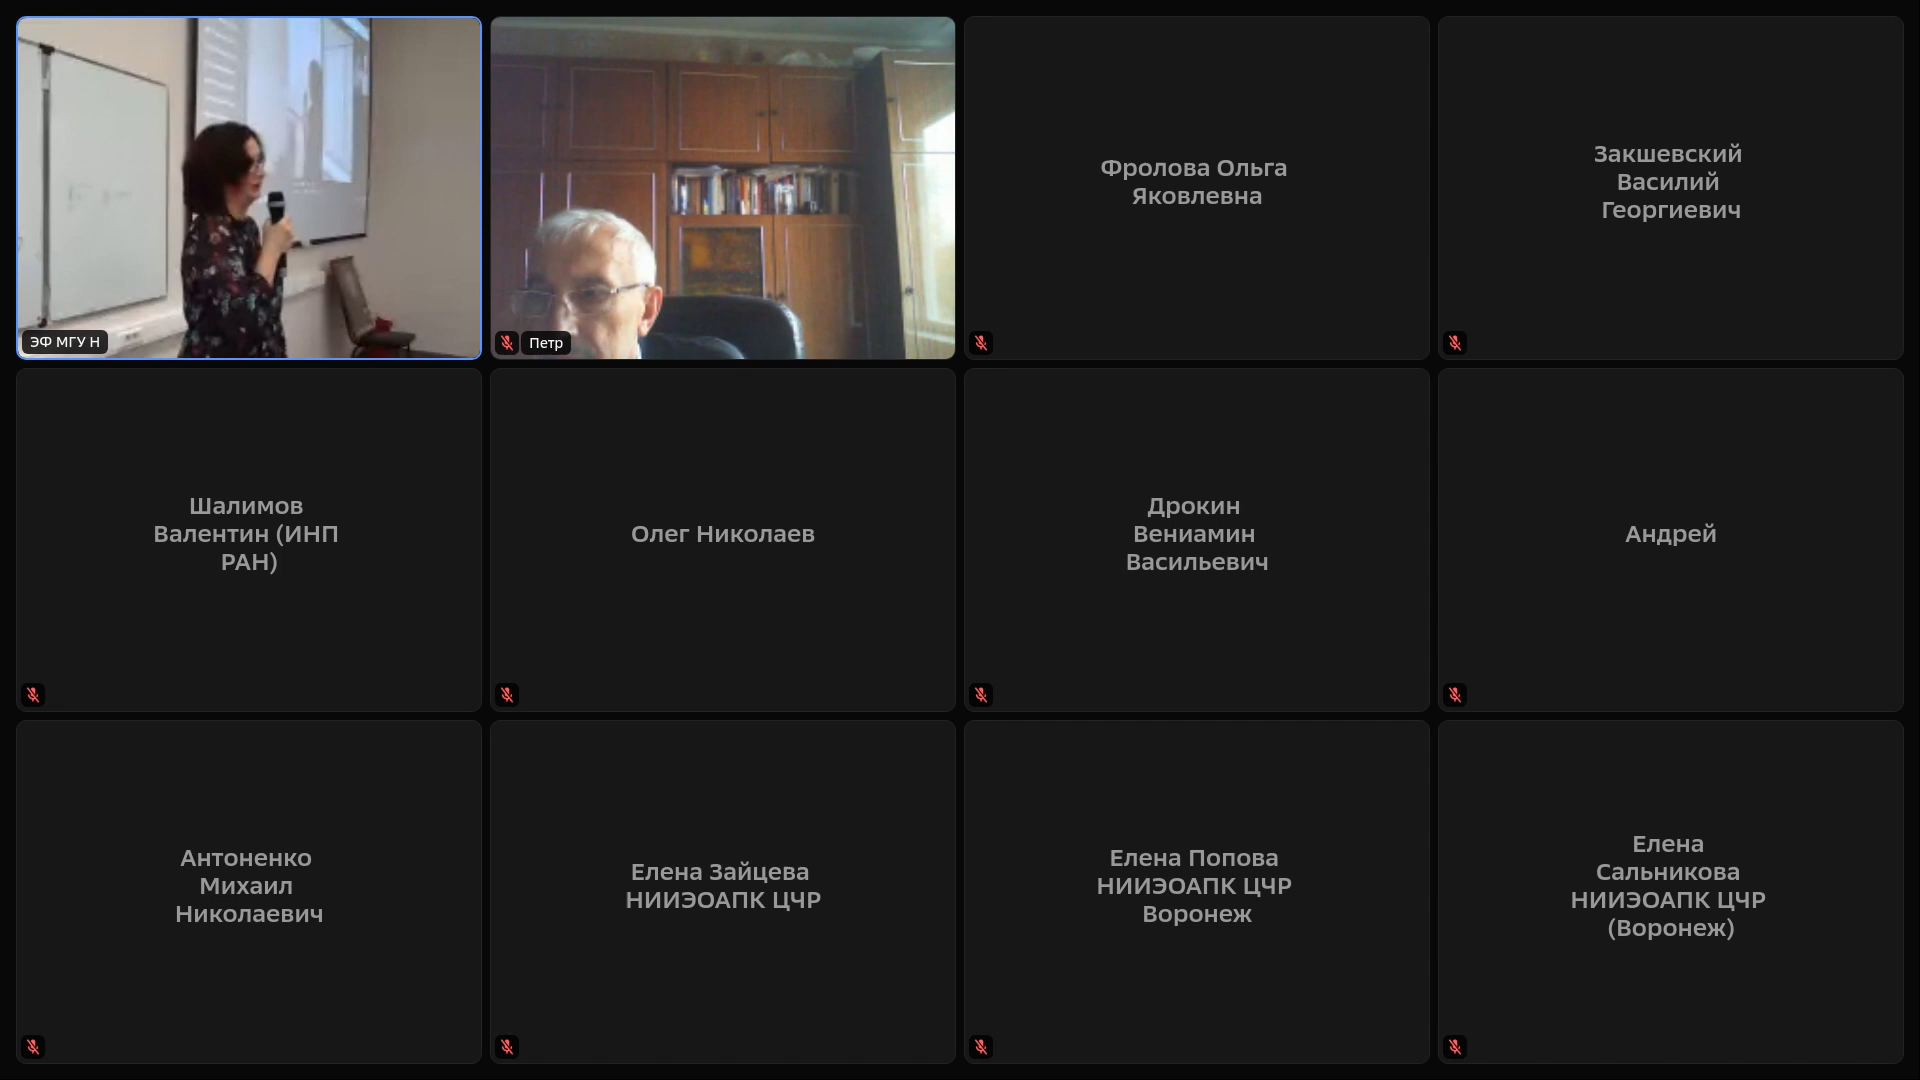 ЭФ МГУ Н
Петр
Фролова Ольга
Яковлевна
Закшевский
Василий
Георгиевич
Шалимов
Валентин (ИНП
РАН)
Олег Николаев
Дрокин
Вениамин
Васильевич
Андрей
Антоненко
Михаил
Николаевич
Елена Зайцева
НИИЭОАПК ЦЧР
Елена Попова
НИИЭОАПК ЦЧР
Воронеж
Елена
Сальникова
НИИЭОАПК ЦЧР
(Воронеж)